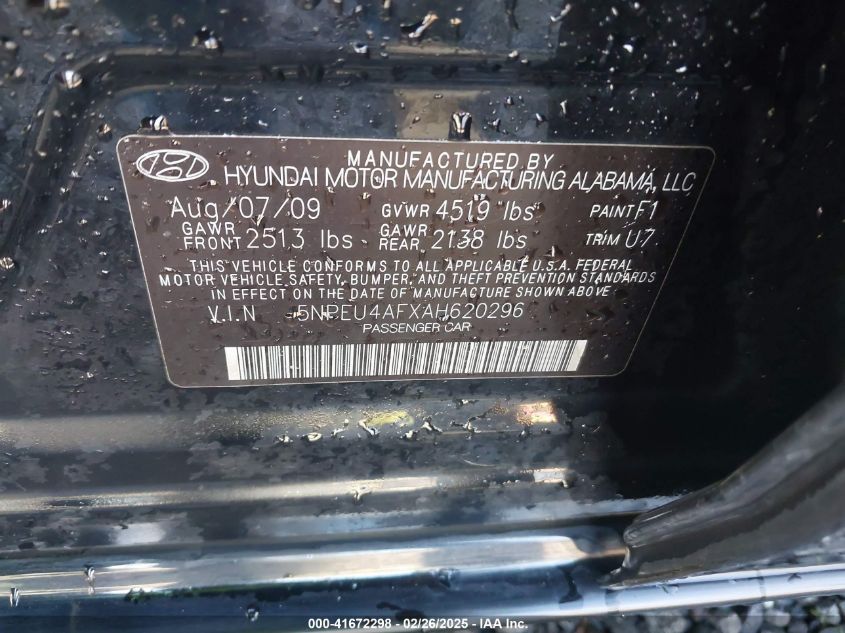 MANUFACTURED BY
HYUNDAI MOTOR MANUFACTURING ALABAMA, LLC
Aug/07/09 GVWR 4519 lbs PAINT F1
GAWR FRONT 2513 lbs GAWR REAR 2138 lbs TRIM U7
THIS VEHICLE CONFORMS TO ALL APPLICABLE U.S.A. FEDERAL
MOTOR VEHICLE SAFETY, BUMPER, AND THEFT PREVENTION STANDARDS
IN EFFECT ON THE DATE OF MANUFACTURE SHOWN ABOVE.
V.I.N 5NPEU4AFXAH620296
PASSENGER CAR
000-41672298 - 02/26/2025 - IAA Inc.